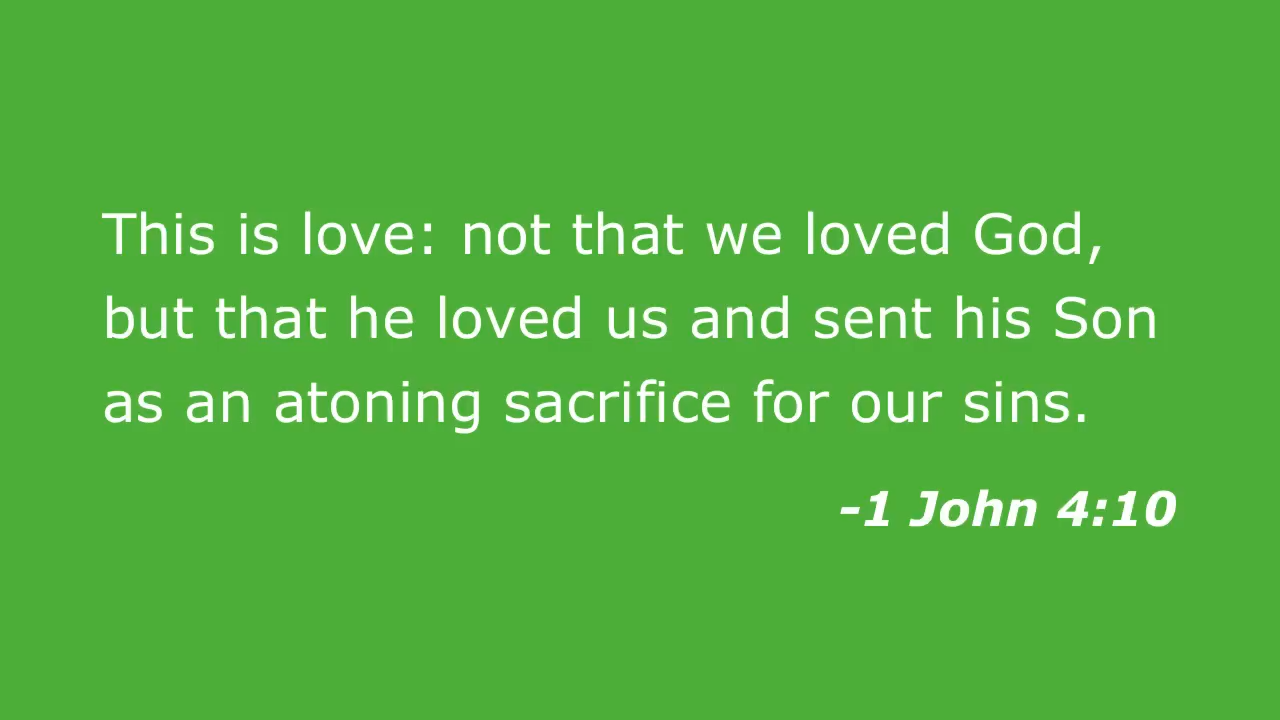 This is love: not that we loved God,
but that he loved us and sent his Son
as an atoning sacrifice for our sins.
-1 John 4:10